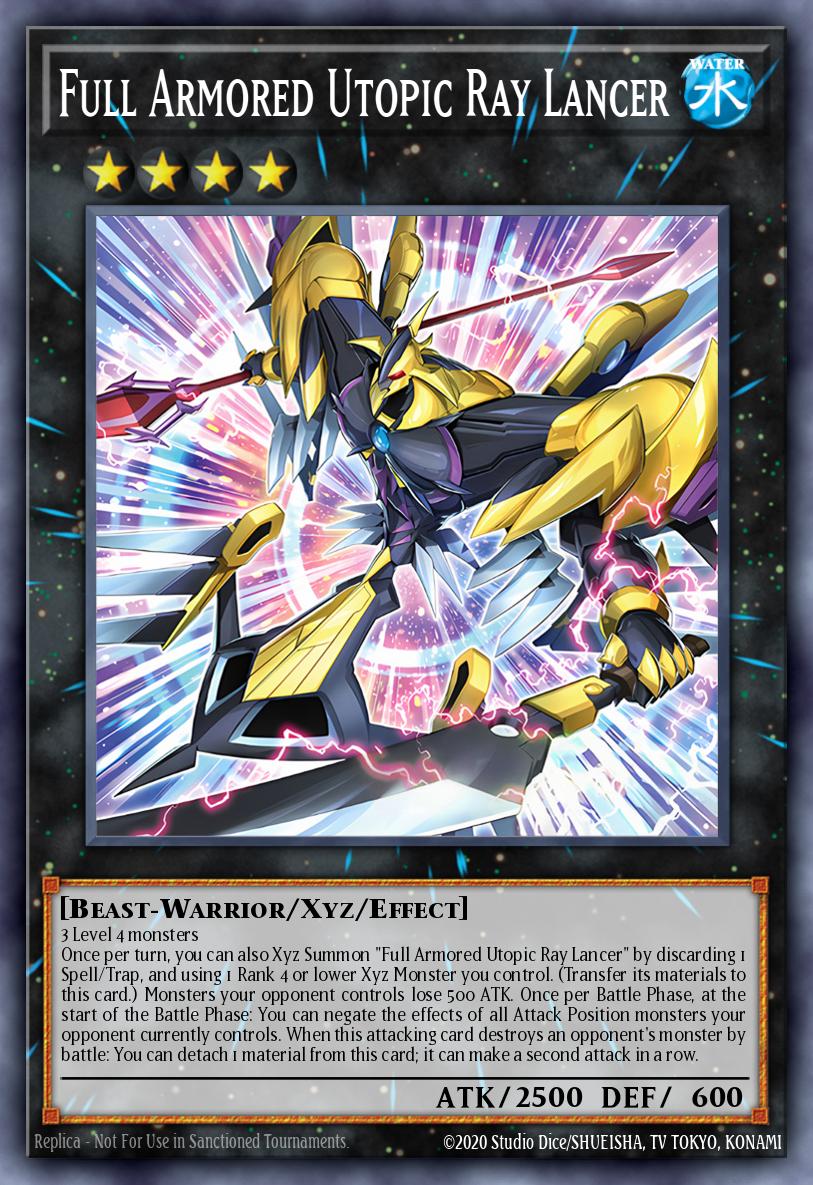 Full Armored Utopic Ray Lancer
WATER
水
[Beast-Warrior/Xyz/Effect]
3 Level 4 monsters
Once per turn, you can also Xyz Summon "Full Armored Utopic Ray Lancer" by discarding 1
Spell/Trap, and using 1 Rank 4 or lower Xyz Monster you control. (Transfer its materials to
this card.) Monsters your opponent controls lose 500 ATK. Once per Battle Phase, at the
start of the Battle Phase: You can negate the effects of all Attack Position monsters your
opponent currently controls. When this attacking card destroys an opponent's monster by
battle: You can detach 1 material from this card; it can make a second attack in a row.
ATK/2500 DEF/ 600
Replica - Not For Use in Sanctioned Tournaments.
©2020 Studio Dice/SHUEISHA, TV TOKYO, KONAMI